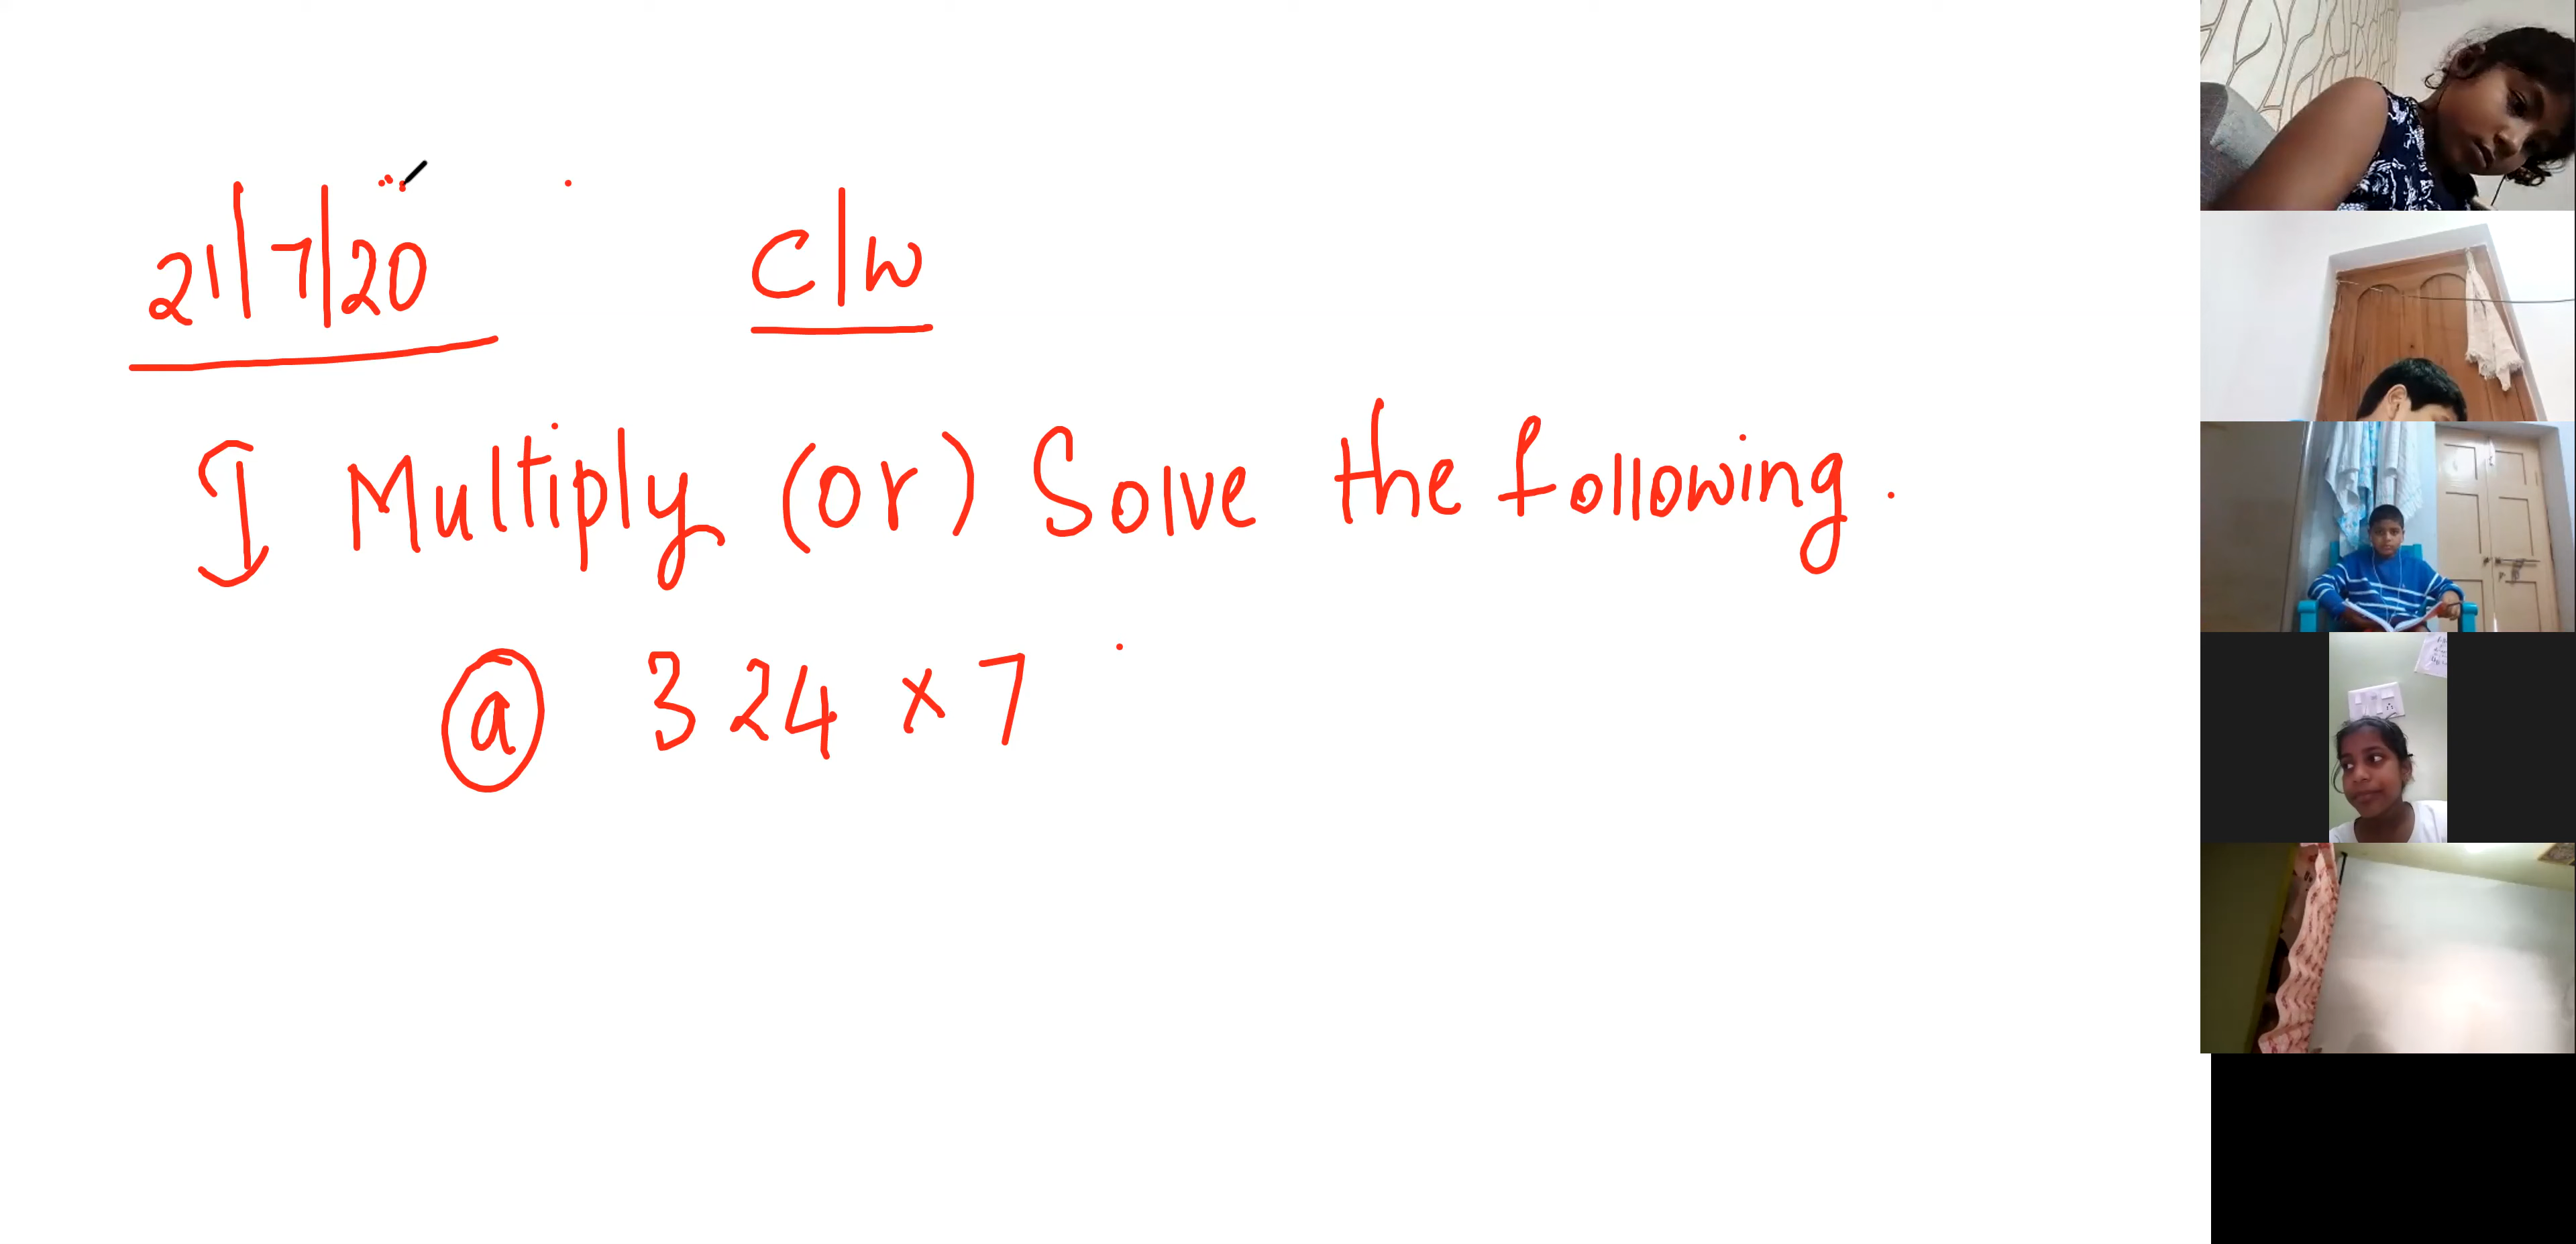 21/7/20 C/W
I Multiply (or) Solve the following.
a 324 × 7